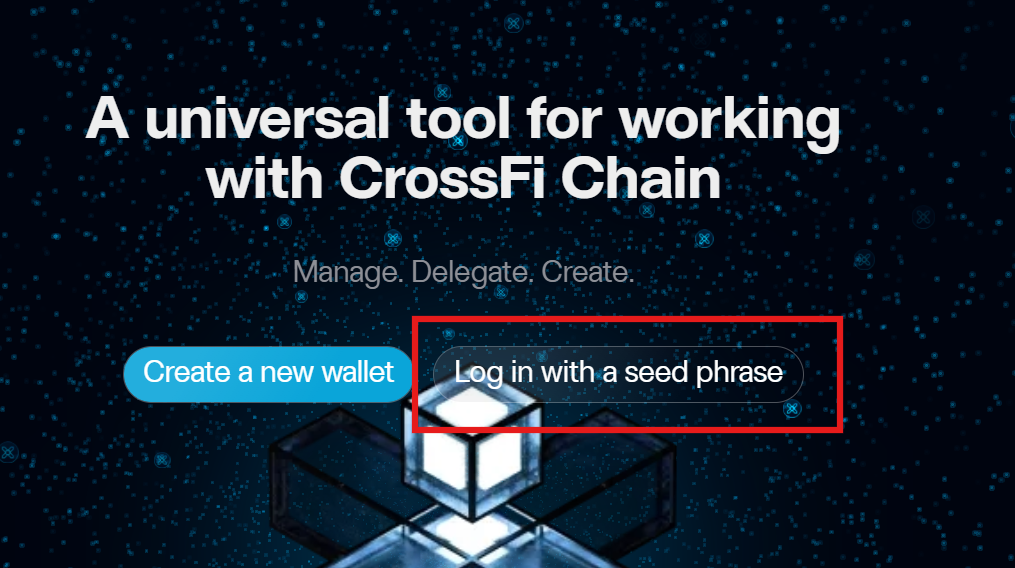 A universal tool for working
with CrossFi Chain
Manage. Delegate. Create.
Create a new wallet
Log in with a seed phrase